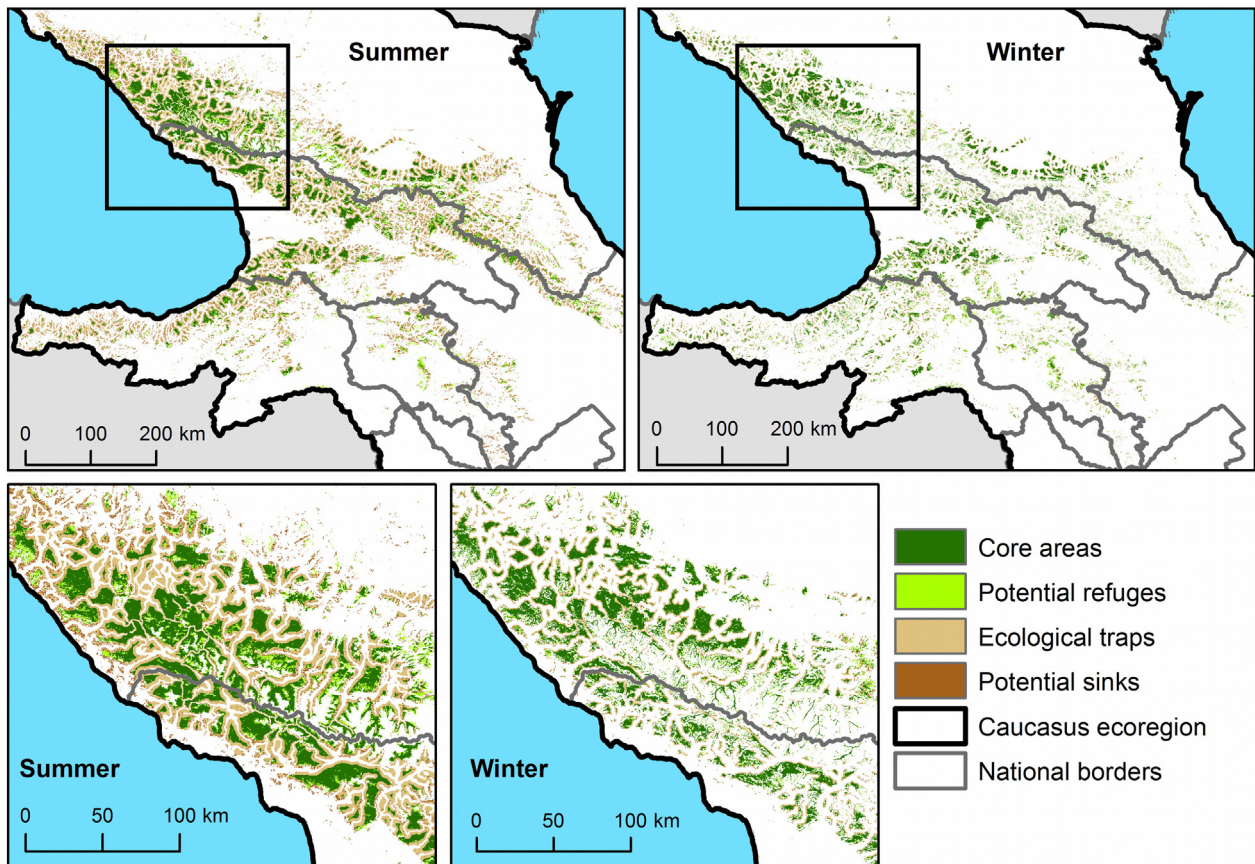 Summer
Winter
0 100 200 km
0 100 200 km
Summer
0 50 100 km
Winter
0 50 100 km
Core areas
Potential refuges
Ecological traps
Potential sinks
Caucasus ecoregion
National borders